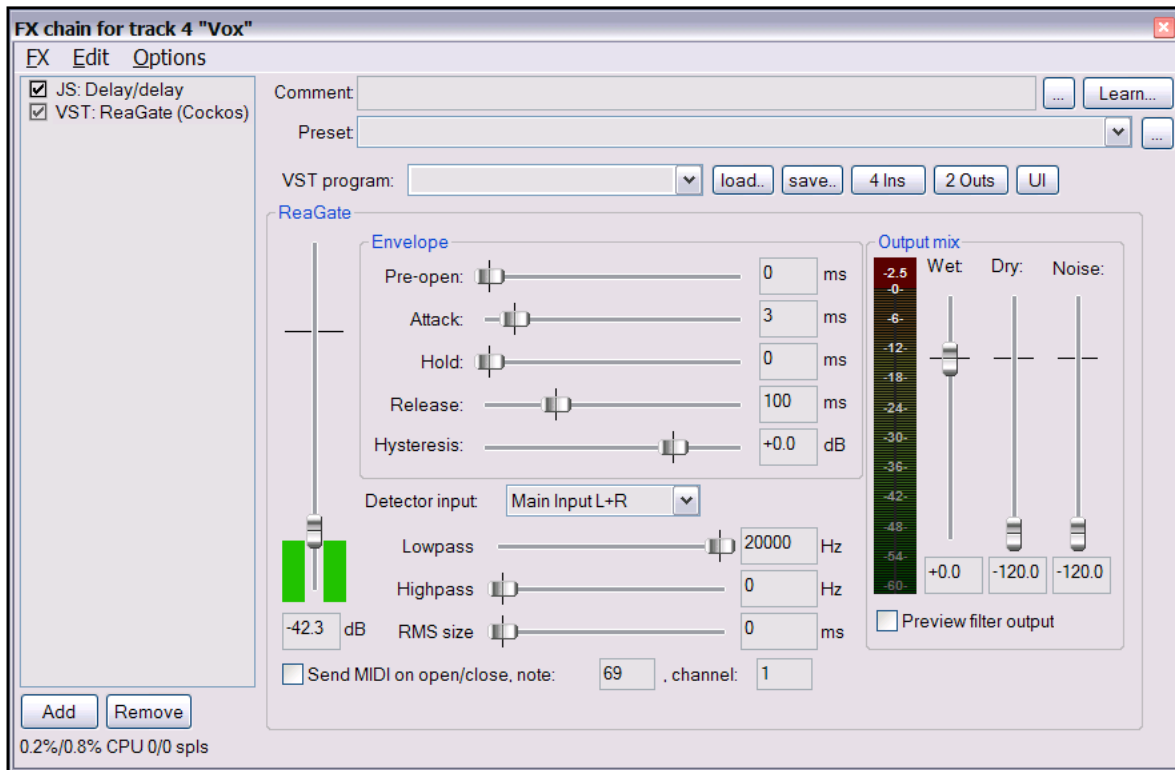 FX chain for track 4 "Vox"
FX Edit Options
JS: Delay/delay
VST: ReaGate (Cockos)
Comment: ... Learn...
Preset: ...
VST program: load.. save.. 4 Ins 2 Outs UI
ReaGate
Envelope
Pre-open: 0 ms
Attack: 3 ms
Hold: 0 ms
Release: 100 ms
Hysteresis: +0.0 dB
Detector input: Main Input L+R
Lowpass 20000 Hz
Highpass 0 Hz
-42.3 dB RMS size 0 ms
Send MIDI on open/close, note: 69 , channel: 1
Output mix
Wet: Dry: Noise:
-2.5
-0-
-6-
-12-
-18-
-24-
-30-
-36-
-42-
-48-
-54-
-60-
+0.0 -120.0 -120.0
Preview filter output
Add Remove
0.2%/0.8% CPU 0/0 spls